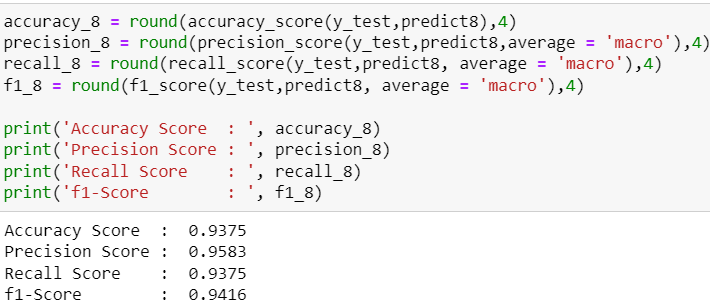 accuracy_8 = round(accuracy_score(y_test,predict8),4)
precision_8 = round(precision_score(y_test,predict8,average = 'macro'),4)
recall_8 = round(recall_score(y_test,predict8, average = 'macro'),4)
f1_8 = round(f1_score(y_test,predict8, average = 'macro'),4)

print('Accuracy Score  : ', accuracy_8)
print('Precision Score : ', precision_8)
print('Recall Score    : ', recall_8)
print('f1-Score        : ', f1_8)

Accuracy Score  :  0.9375
Precision Score :  0.9583
Recall Score    :  0.9375
f1-Score        :  0.9416